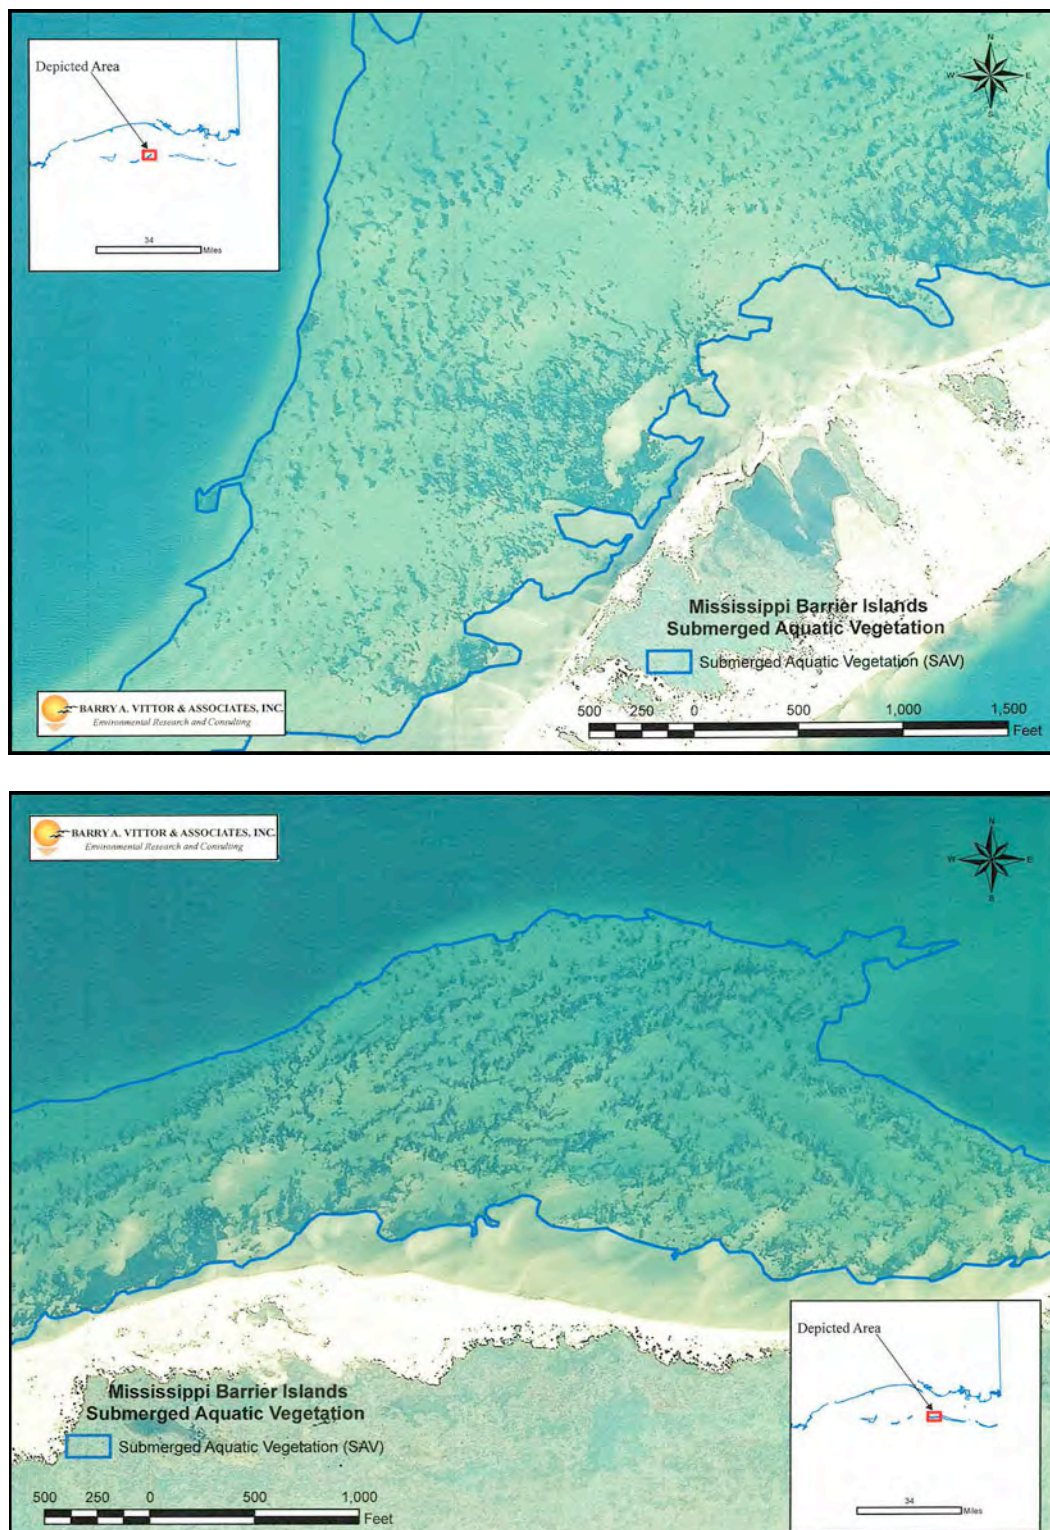 Depicted Area
34
Miles
N
W E
S
Mississippi Barrier Islands
Submerged Aquatic Vegetation
Submerged Aquatic Vegetation (SAV)
BARRY A. VITTOR & ASSOCIATES, INC.
Environmental Research and Consulting
500 250 0 500 1,000 1,500
Feet
BARRY A. VITTOR & ASSOCIATES, INC.
Environmental Research and Consulting
N
W E
S
Depicted Area
34
Miles
Mississippi Barrier Islands
Submerged Aquatic Vegetation
Submerged Aquatic Vegetation (SAV)
500 250 0 500 1,000
Feet